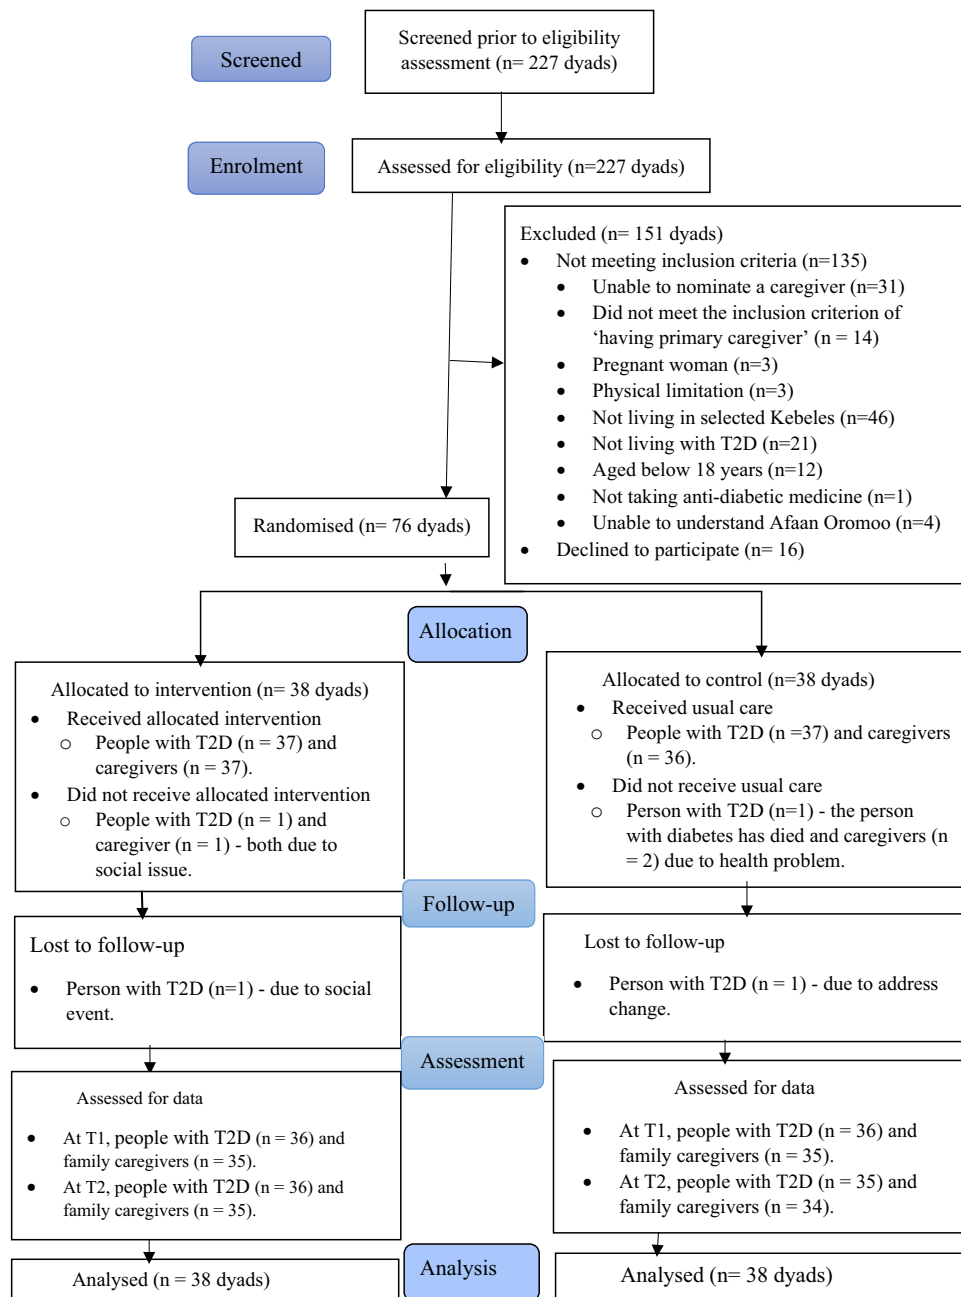 Screened
Screened prior to eligibility
assessment (n= 227 dyads)
Enrolment
Assessed for eligibility (n=227 dyads)
Excluded (n= 151 dyads)
• Not meeting inclusion criteria (n=135)
• Unable to nominate a caregiver (n=31)
• Did not meet the inclusion criterion of
‘having primary caregiver’ (n = 14)
• Pregnant woman (n=3)
• Physical limitation (n=3)
• Not living in selected Kebeles (n=46)
• Not living with T2D (n=21)
• Aged below 18 years (n=12)
• Not taking anti-diabetic medicine (n=1)
• Unable to understand Afaan Oromoo (n=4)
• Declined to participate (n= 16)
Randomised (n= 76 dyads)
Allocation
Allocated to intervention (n= 38 dyads)
• Received allocated intervention
o People with T2D (n = 37) and
caregivers (n = 37).
• Did not receive allocated intervention
o People with T2D (n = 1) and
caregiver (n = 1) - both due to
social issue.
Allocated to control (n=38 dyads)
• Received usual care
o People with T2D (n =37) and caregivers
(n = 36).
• Did not receive usual care
o Person with T2D (n=1) - the person
with diabetes has died and caregivers (n
= 2) due to health problem.
Follow-up
Lost to follow-up
• Person with T2D (n=1) - due to social
event.
Lost to follow-up
• Person with T2D (n = 1) - due to address
change.
Assessment
Assessed for data
• At T1, people with T2D (n = 36) and
family caregivers (n = 35).
• At T2, people with T2D (n = 36) and
family caregivers (n = 35).
Assessed for data
• At T1, people with T2D (n = 36) and
family caregivers (n = 35).
• At T2, people with T2D (n = 35) and
family caregivers (n = 34).
Analysis
Analysed (n = 38 dyads)
Analysed (n= 38 dyads)